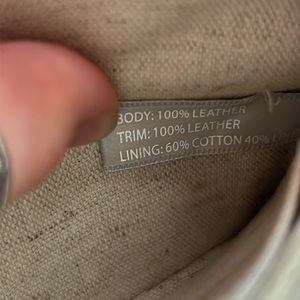 BODY: 100% LEATHER
TRIM: 100% LEATHER
LINING: 60% COTTON 40%